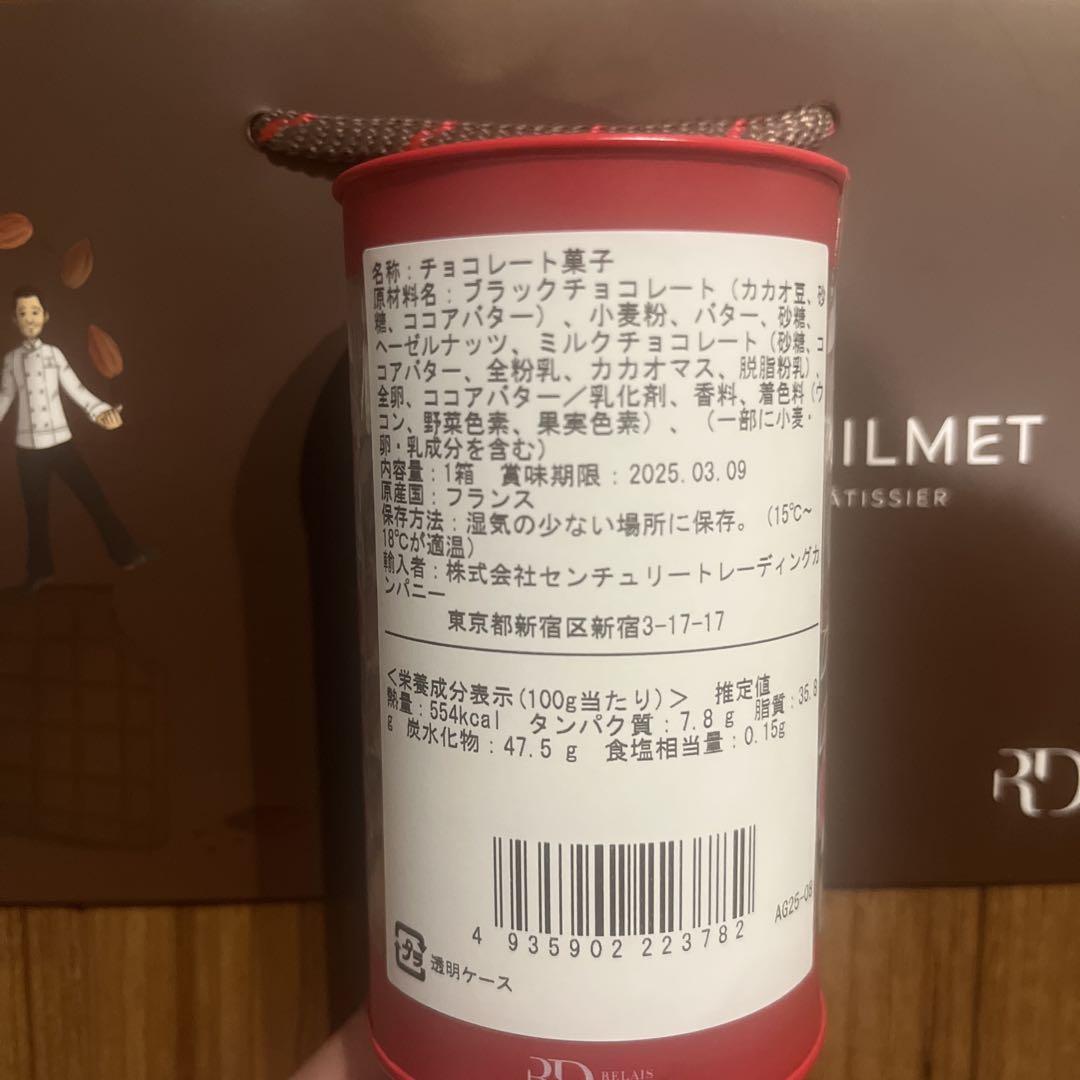 名称：チョコレート菓子
原材料名：ブラックチョコレート（カカオ豆、砂
糖、ココアバター）、小麦粉、バター、砂糖、
ヘーゼルナッツ、ミルクチョコレート（砂糖、コ
コアバター、全粉乳、カカオマス、脱脂粉乳）、
全卵、ココアバター／乳化剤、香料、着色料（ウ
コン、野菜色素、果実色素）、（一部に小麦・
卵・乳成分を含む）
内容量：1箱　賞味期限：2025.03.09
原産国：フランス
保存方法：湿気の少ない場所に保存。（15℃～
18℃が適温）
輸入者：株式会社センチュリートレーディングカ
ンパニー
東京都新宿区新宿3-17-17
＜栄養成分表示(100g当たり)＞　推定値
熱量：554kcal　タンパク質：7.8g　脂質：35.8
g　炭水化物：47.5g　食塩相当量：0.15g
AG25-08
4 935902 223782
プラ
透明ケース
RD RELAIS
ILMET
ÂTISSIER
RD